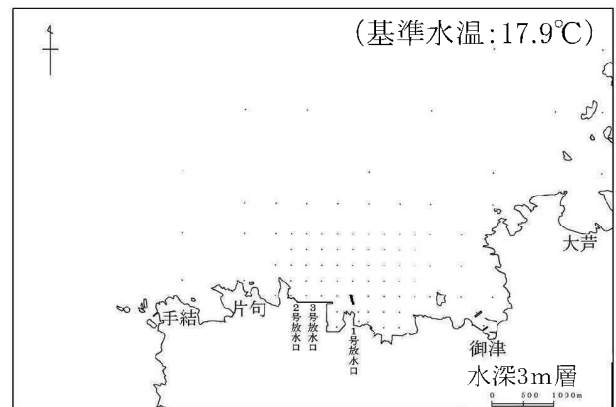 (基準水温:17.9℃)
大芦
手結
片句
2号放水口
3号放水口
1号放水口
御津
水深3m層
0 500 1000m